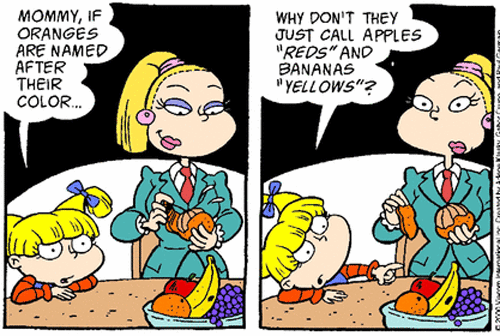 MOMMY, IF
ORANGES
ARE NAMED
AFTER
THEIR
COLOR...
WHY DON'T THEY
JUST CALL APPLES
"REDS" AND
BANANAS
"YELLOWS"?